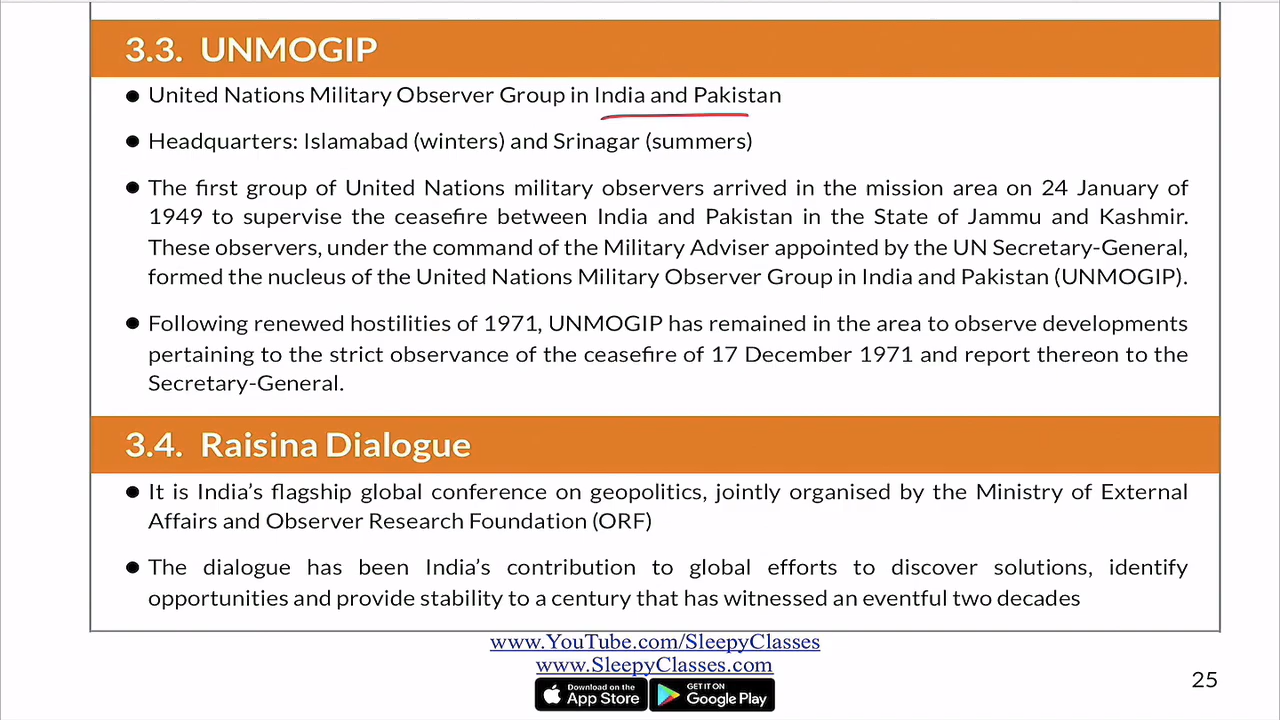 3.3. UNMOGIP
● United Nations Military Observer Group in India and Pakistan
● Headquarters: Islamabad (winters) and Srinagar (summers)
● The first group of United Nations military observers arrived in the mission area on 24 January of
1949 to supervise the ceasefire between India and Pakistan in the State of Jammu and Kashmir.
These observers, under the command of the Military Adviser appointed by the UN Secretary-General,
formed the nucleus of the United Nations Military Observer Group in India and Pakistan (UNMOGIP).
● Following renewed hostilities of 1971, UNMOGIP has remained in the area to observe developments
pertaining to the strict observance of the ceasefire of 17 December 1971 and report thereon to the
Secretary-General.
3.4. Raisina Dialogue
● It is India’s flagship global conference on geopolitics, jointly organised by the Ministry of External
Affairs and Observer Research Foundation (ORF)
● The dialogue has been India’s contribution to global efforts to discover solutions, identify
opportunities and provide stability to a century that has witnessed an eventful two decades
www.YouTube.com/SleepyClasses
www.SleepyClasses.com
Download on the App Store
GET IT ON Google Play
25